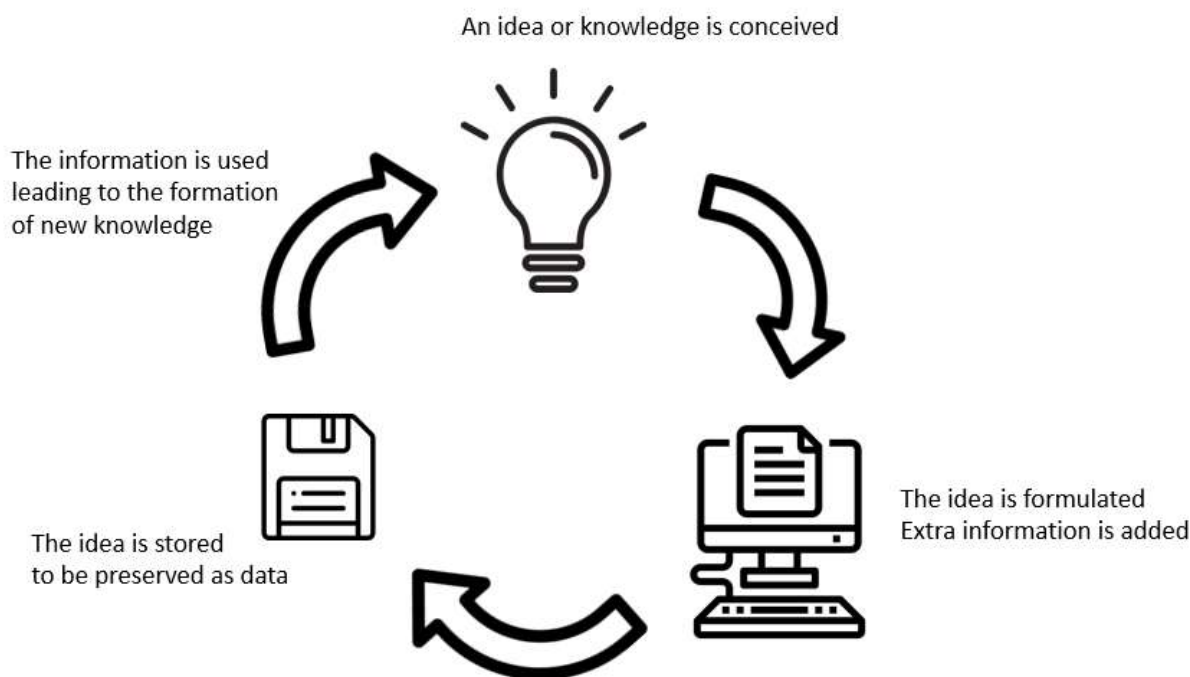 An idea or knowledge is conceived
The information is used
leading to the formation
of new knowledge
The idea is formulated
Extra information is added
The idea is stored
to be preserved as data